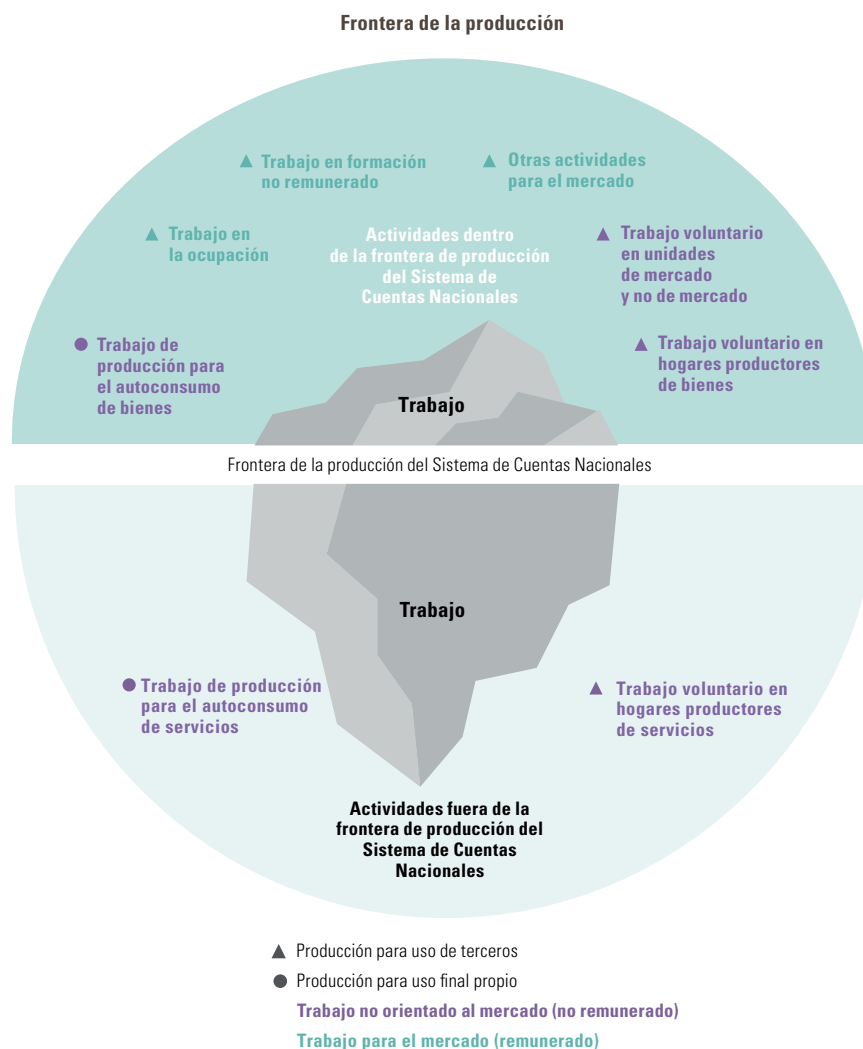 Frontera de la producción
Trabajo en formación
no remunerado
Otras actividades
para el mercado
Trabajo en
la ocupación
Actividades dentro
de la frontera de producción
del Sistema de
Cuentas Nacionales
Trabajo voluntario
en unidades
de mercado
y no de mercado
Trabajo de
producción para
el autoconsumo
de bienes
Trabajo voluntario en
hogares productores
de bienes
Trabajo
Frontera de la producción del Sistema de Cuentas Nacionales
Trabajo
Trabajo de producción
para el autoconsumo
de servicios
Trabajo voluntario en
hogares productores
de servicios
Actividades fuera de la
frontera de producción del
Sistema de Cuentas
Nacionales
Producción para uso de terceros
Producción para uso final propio
Trabajo no orientado al mercado (no remunerado)
Trabajo para el mercado (remunerado)